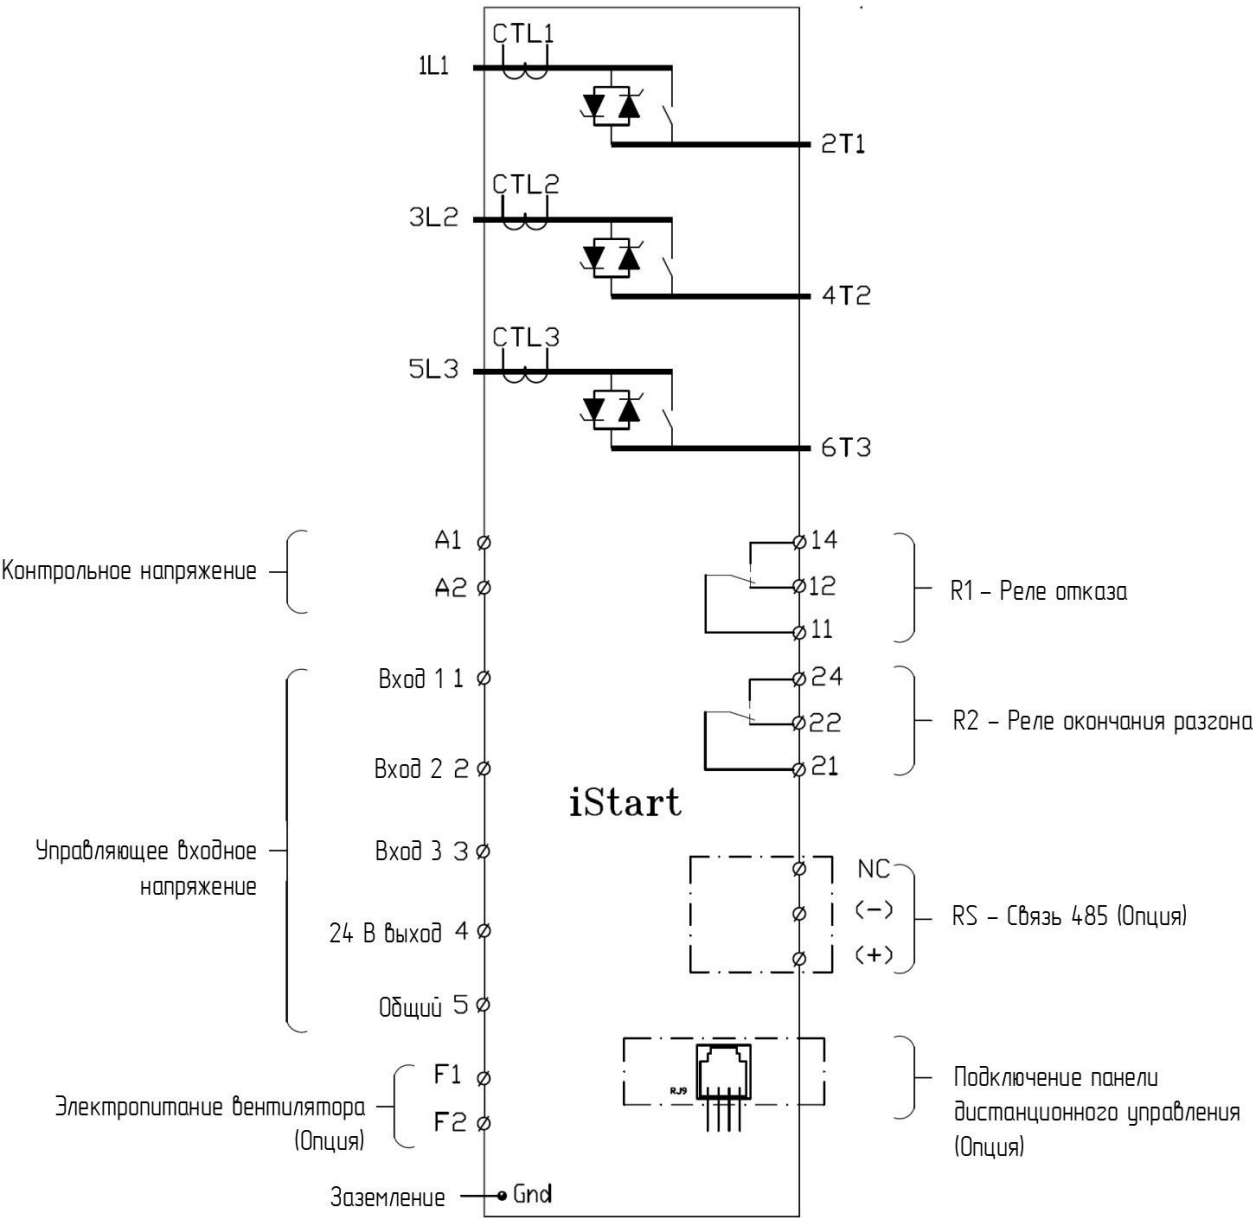 CTL1
1L1
2T1
CTL2
3L2
4T2
CTL3
5L3
6T3
A1
A2
Контрольное напряжение
14
12
11
R1 – Реле отказа
Вход 1 1
Вход 2 2
Вход 3 3
24 В выход 4
Общий 5
Управляющее входное
напряжение
24
22
21
R2 – Реле окончания разгона
iStart
NC
(-)
(+)
RS – Связь 485 (Опция)
F1
F2
Электропитание вентилятора
(Опция)
RJ9
Подключение панели
дистанционного управления
(Опция)
Заземление
Gnd